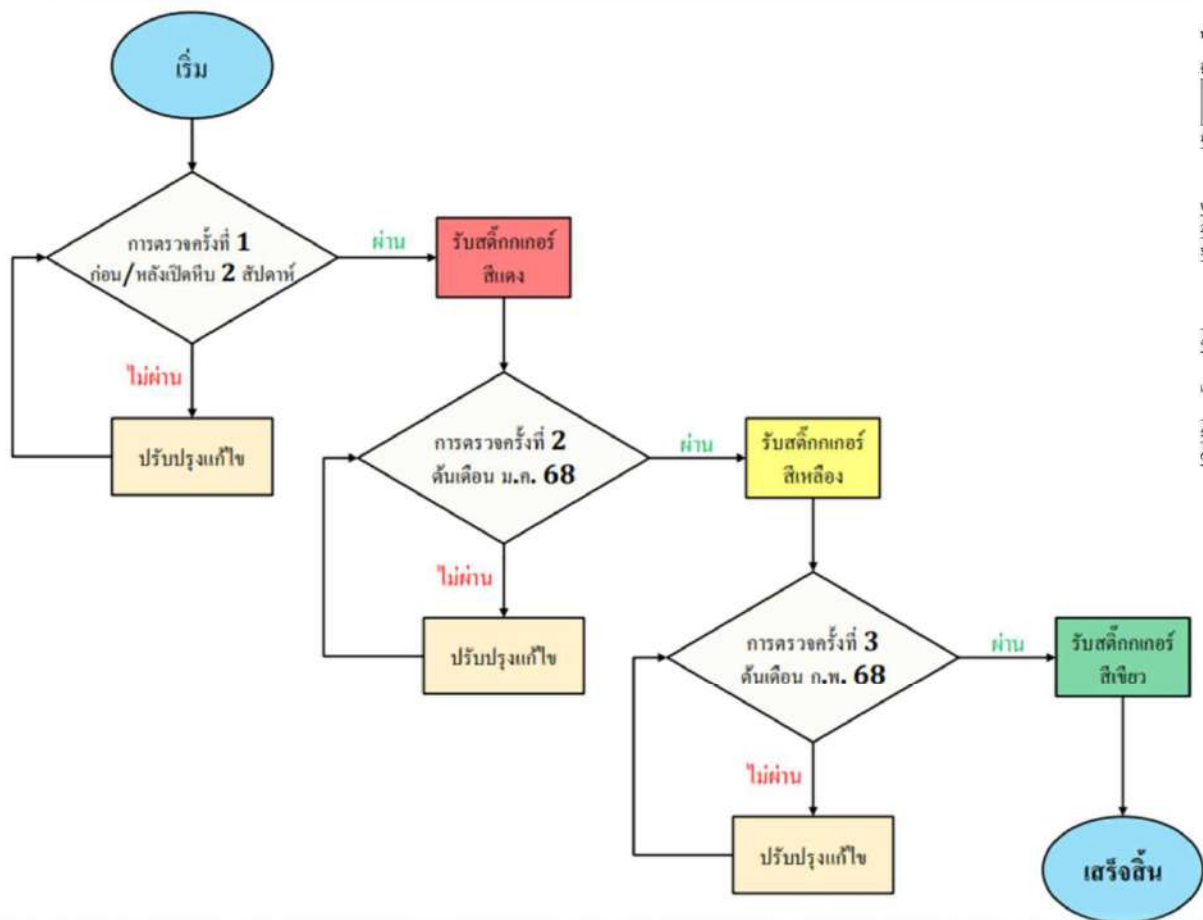 เริ่ม
การตรวจครั้งที่ 1
ก่อน/หลังเปิดหีบ 2 สัปดาห์
ผ่าน
รับสติ๊กกเกอร์
สีแดง
ไม่ผ่าน
ปรับปรุงแก้ไข
การตรวจครั้งที่ 2
ต้นเดือน ม.ค. 68
ผ่าน
รับสติ๊กกเกอร์
สีเหลือง
ไม่ผ่าน
ปรับปรุงแก้ไข
การตรวจครั้งที่ 3
ต้นเดือน ก.พ. 68
ผ่าน
รับสติ๊กกเกอร์
สีเขียว
ไม่ผ่าน
ปรับปรุงแก้ไข
เสร็จสิ้น